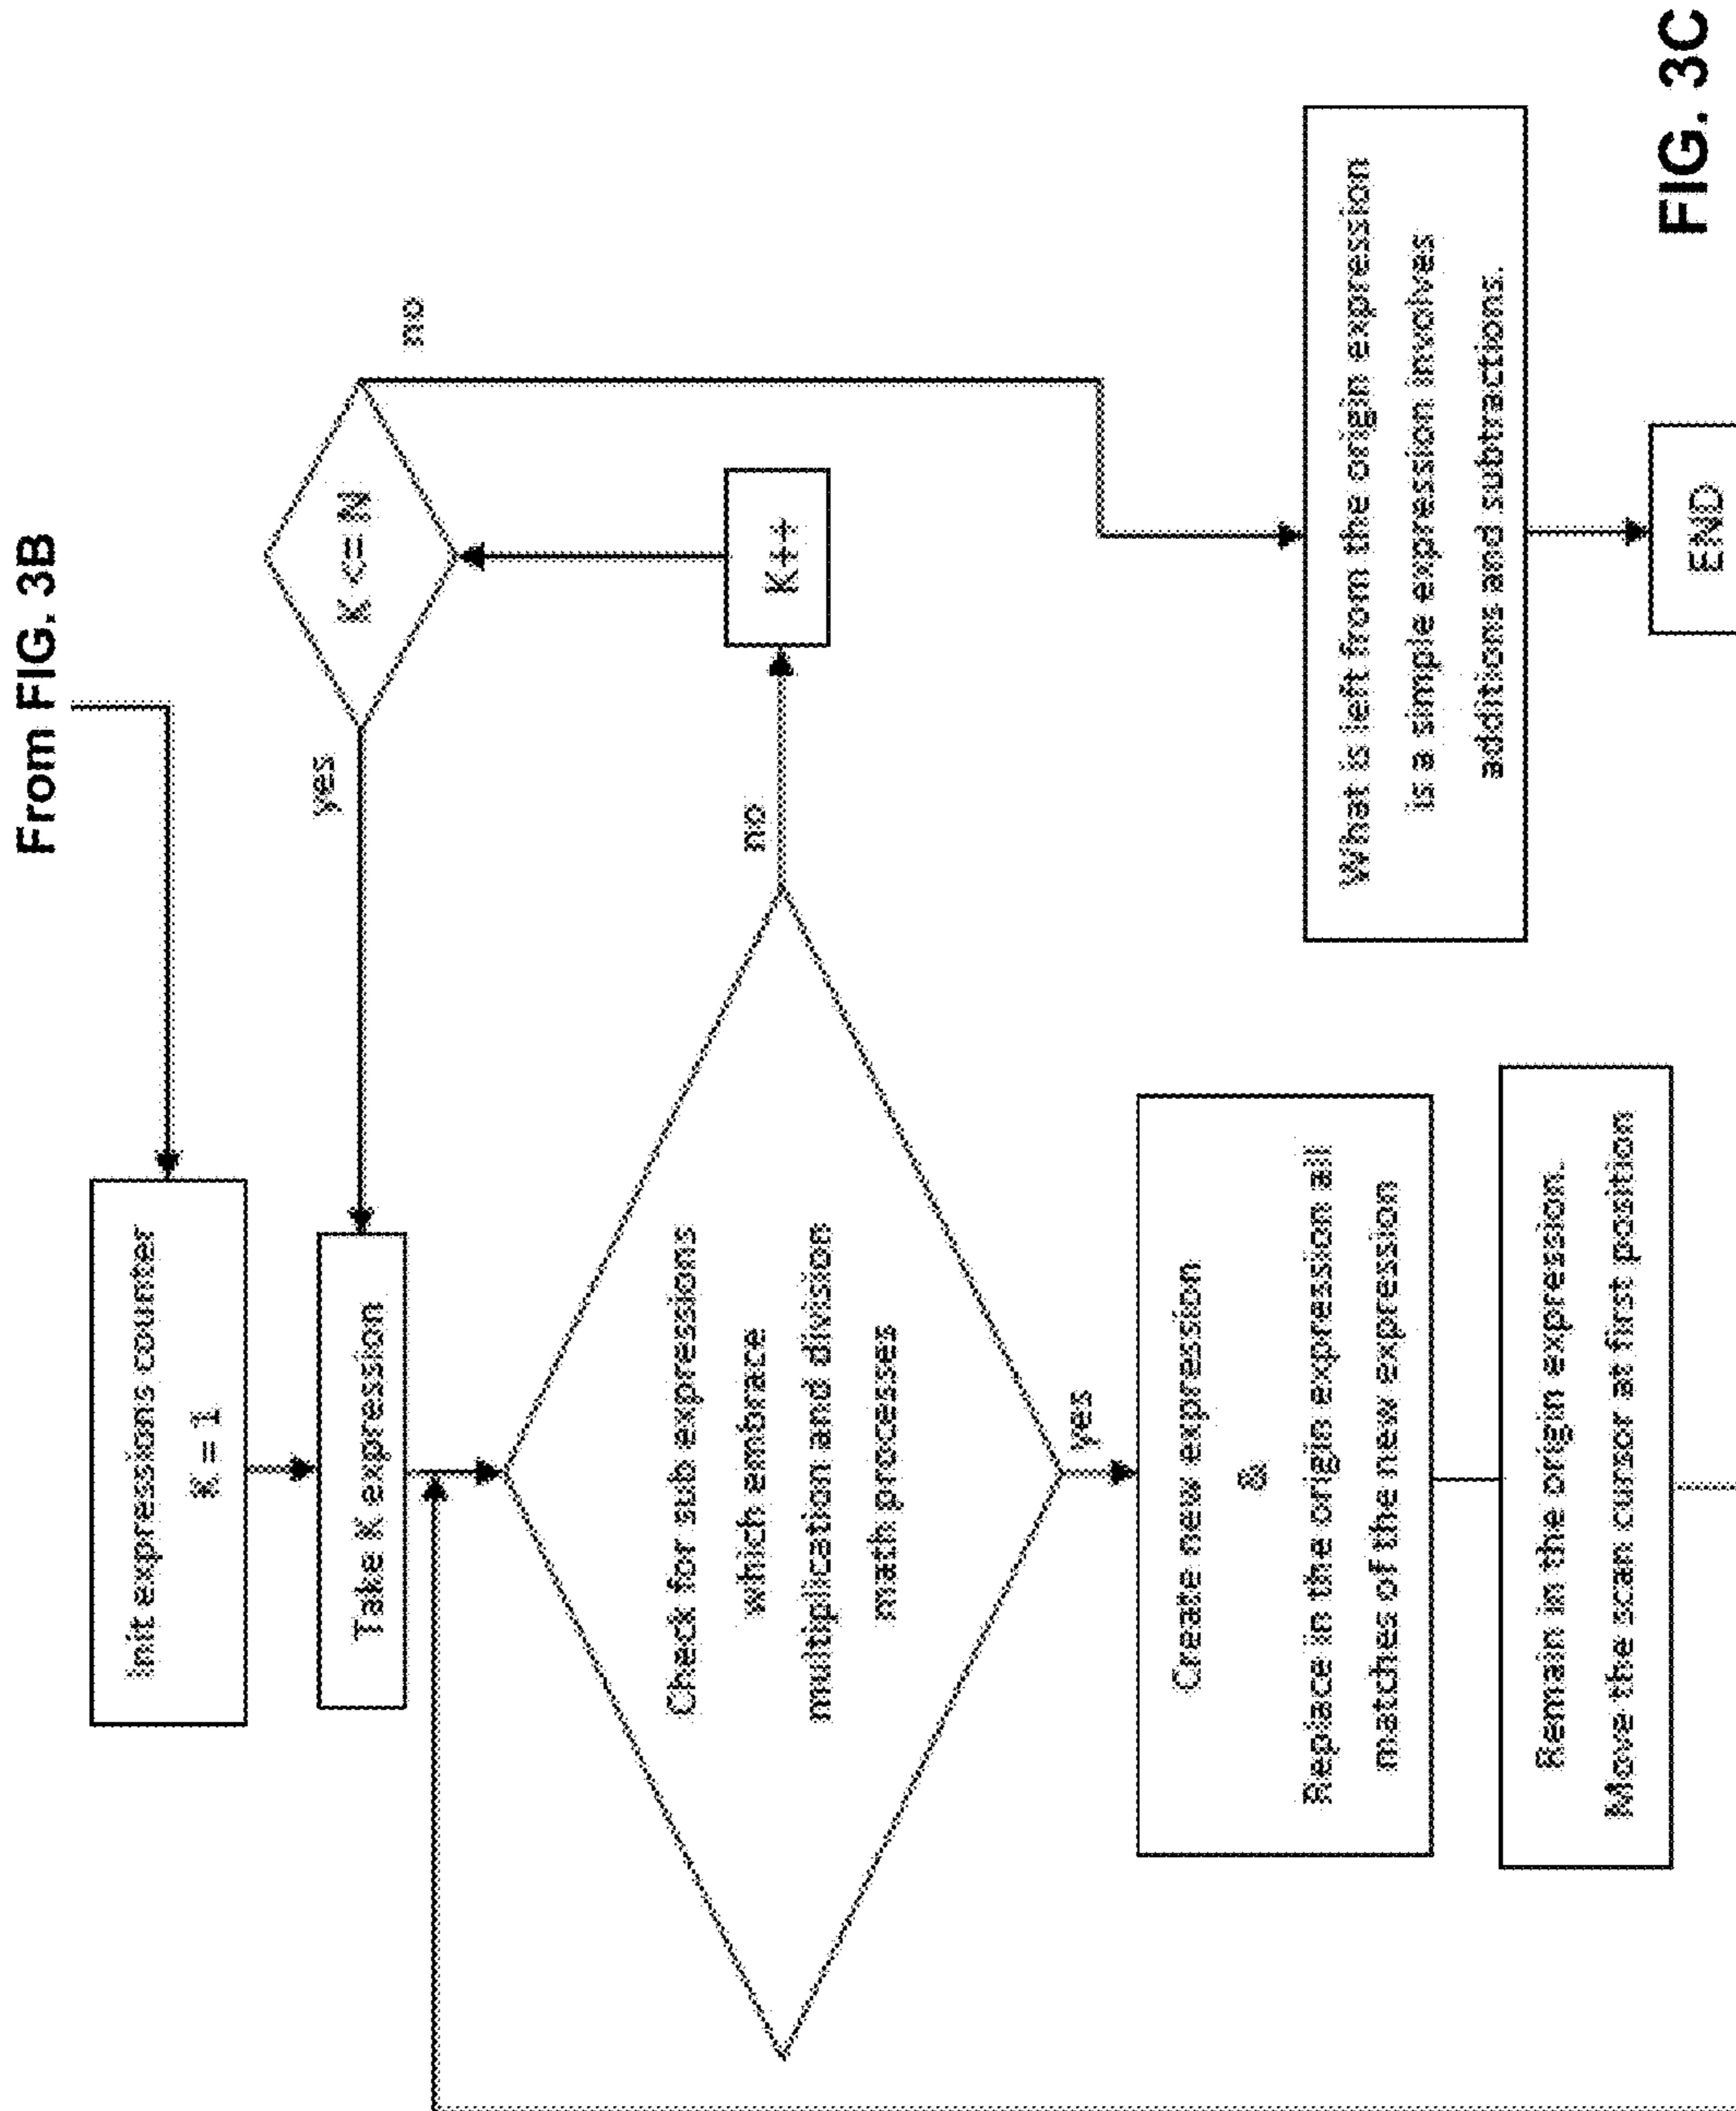 From FIG. 3B
Init expressions counter
K = 1
Take K expression
yes
K <= N
no
Check for sub expressions
which embrace
multiplication and division
math processes
no
K++
yes
Create new expression
&
Replace in the origin expression all
matches of the new expression
Remain in the origin expression.
Move the scan cursor at first position
What is left from the origin expression
is a simple expression involves
additions and subtractions.
END
FIG. 3C